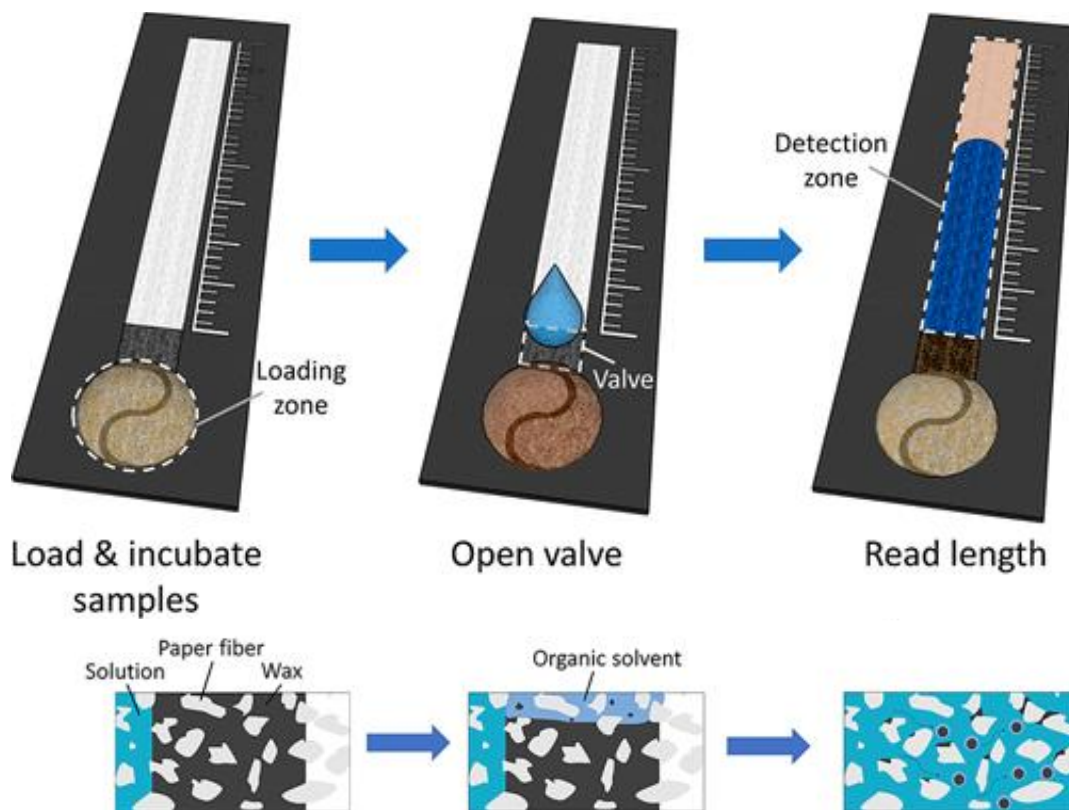 Loading
zone
Valve
Detection
zone
Load & incubate
samples
Open valve
Read length
Solution
Paper fiber
Wax
Organic solvent